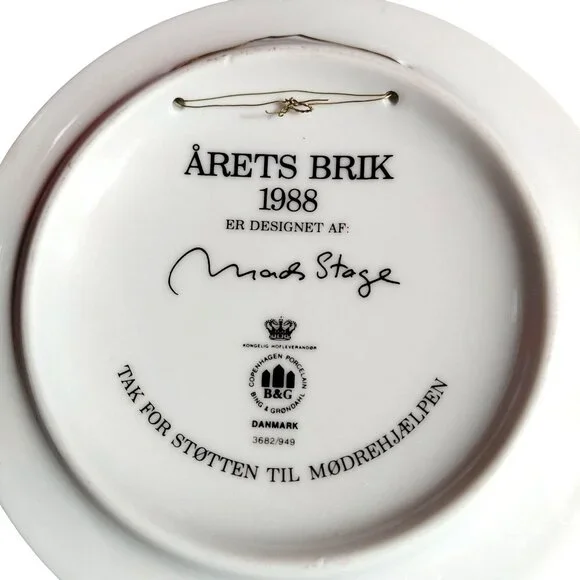 ÅRETS BRIK
1988
ER DESIGNET AF:
Mads Stage
KONGELIG HOFLEVERANDØR
COPENHAGEN PORCELAIN
B&G
BING & GRØNDAHL
DANMARK
3682/949
TAK FOR STØTTEN TIL MØDREHJÆLPEN